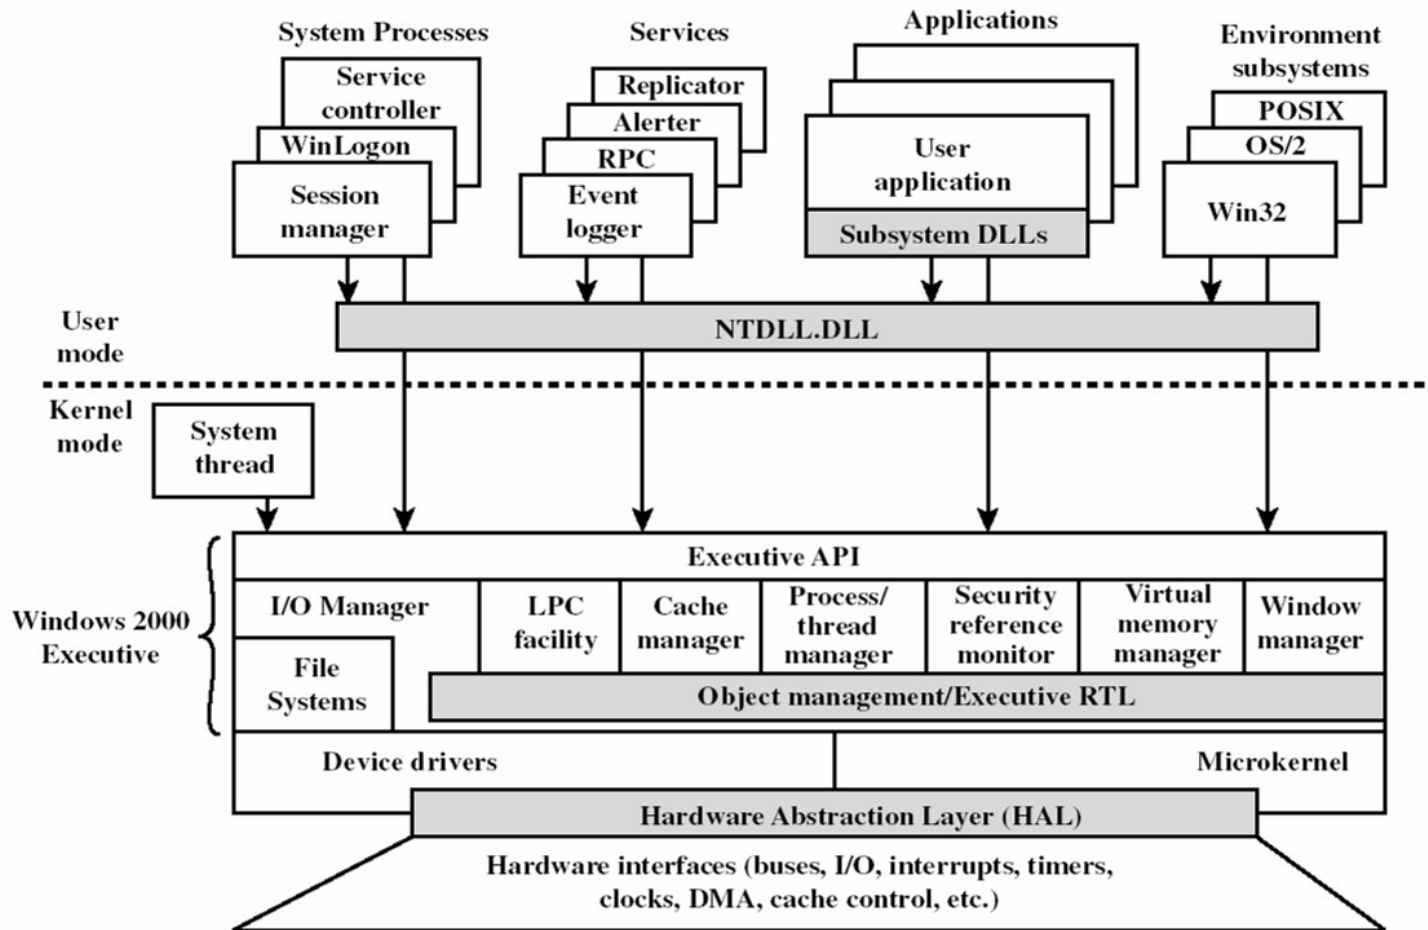 System Processes
Service
controller
WinLogon
Session
manager
Services
Replicator
Alerter
RPC
Event
logger
Applications
User
application
Subsystem DLLs
Environment
subsystems
POSIX
OS/2
Win32
NTDLL.DLL
User
mode
Kernel
mode
System
thread
Windows 2000
Executive
Executive API
I/O Manager
File
Systems
LPC
facility
Cache
manager
Process/
thread
manager
Security
reference
monitor
Virtual
memory
manager
Window
manager
Object management/Executive RTL
Device drivers
Microkernel
Hardware Abstraction Layer (HAL)
Hardware interfaces (buses, I/O, interrupts, timers,
clocks, DMA, cache control, etc.)